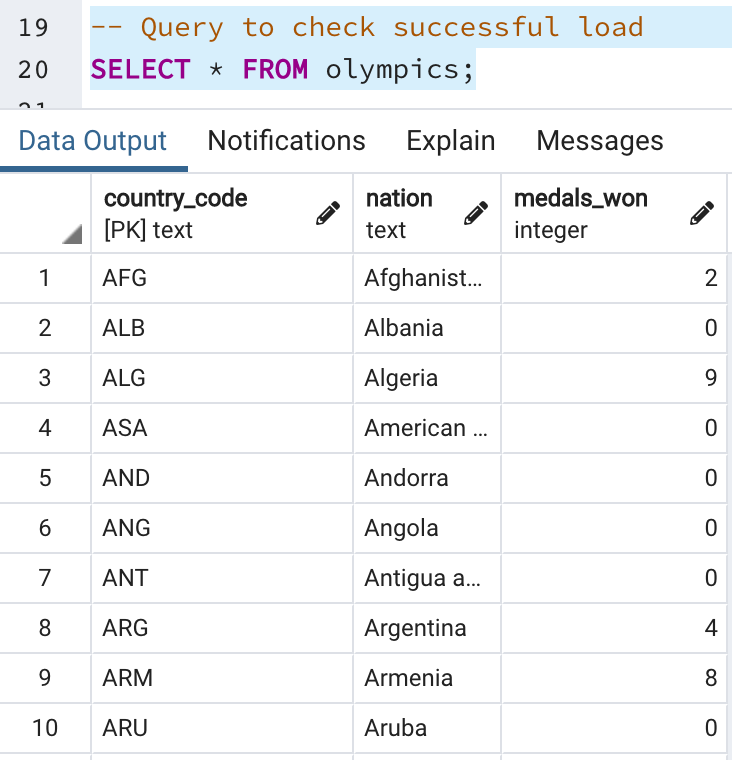 19 -- Query to check successful load
20 SELECT * FROM olympics;
21
Data Output Notifications Explain Messages
country_code nation medals_won
[PK] text text integer
1 AFG Afghanist... 2
2 ALB Albania 0
3 ALG Algeria 9
4 ASA American ... 0
5 AND Andorra 0
6 ANG Angola 0
7 ANT Antigua a... 0
8 ARG Argentina 4
9 ARM Armenia 8
10 ARU Aruba 0